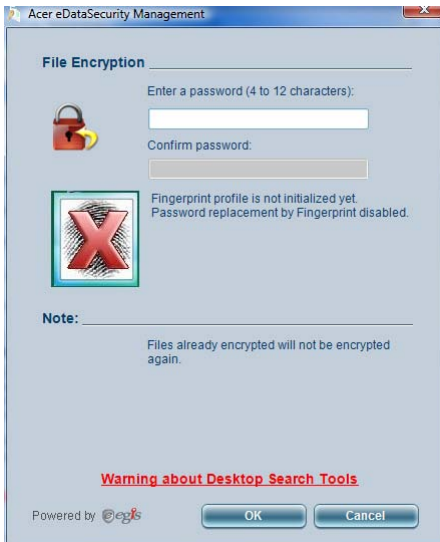 Acer eDataSecurity Management
File Encryption
Enter a password (4 to 12 characters):
Confirm password:
Fingerprint profile is not initialized yet.
Password replacement by Fingerprint disabled.
Note:
Files already encrypted will not be encrypted
again.
Warning about Desktop Search Tools
Powered by egis
OK
Cancel